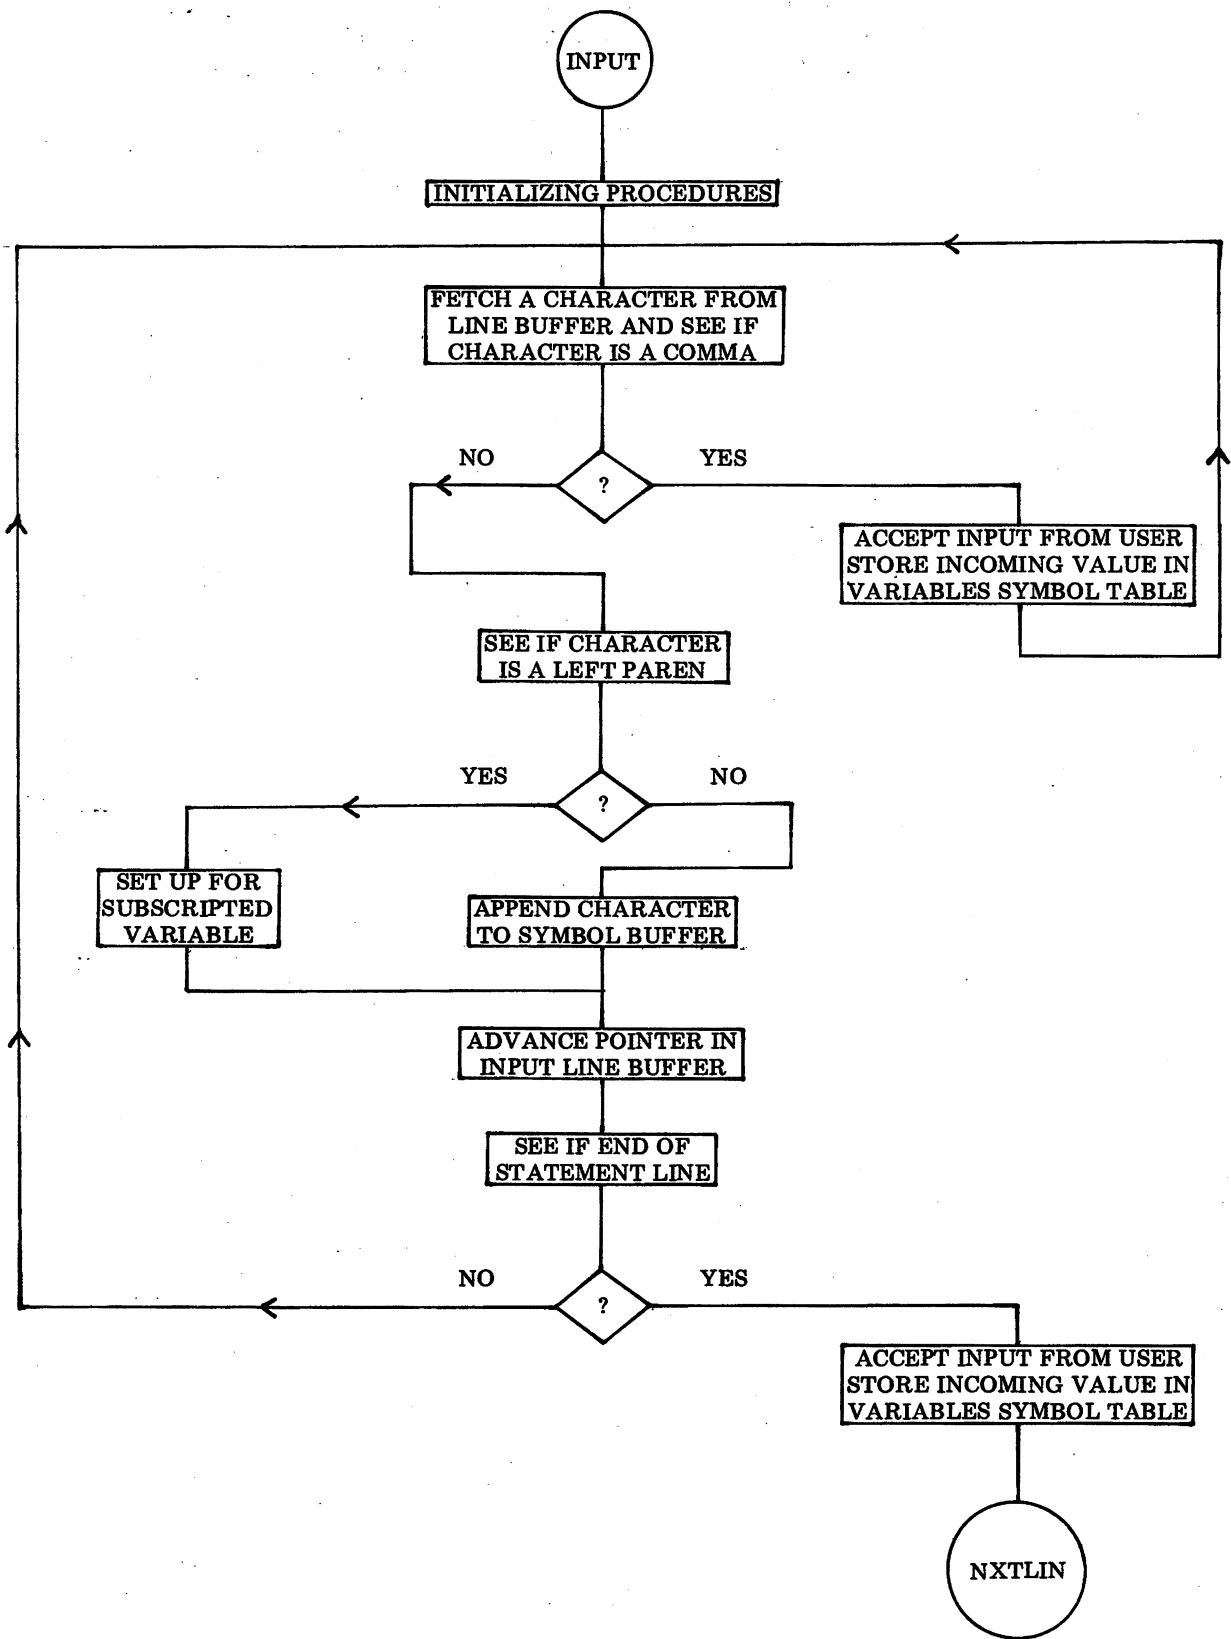 INPUT
INITIALIZING PROCEDURES
FETCH A CHARACTER FROM
LINE BUFFER AND SEE IF
CHARACTER IS A COMMA
NO
YES
?
ACCEPT INPUT FROM USER
STORE INCOMING VALUE IN
VARIABLES SYMBOL TABLE
SEE IF CHARACTER
IS A LEFT PAREN
YES
NO
?
SET UP FOR
SUBSCRIPTED
VARIABLE
APPEND CHARACTER
TO SYMBOL BUFFER
ADVANCE POINTER IN
INPUT LINE BUFFER
SEE IF END OF
STATEMENT LINE
NO
YES
?
ACCEPT INPUT FROM USER
STORE INCOMING VALUE IN
VARIABLES SYMBOL TABLE
NXTLIN